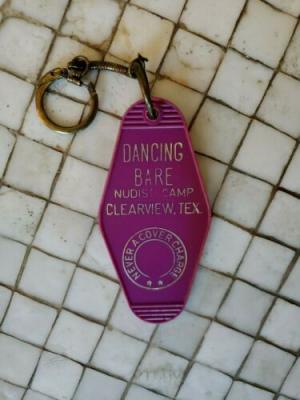 DANCING
BARE
NUDIST CAMP
CLEARVIEW, TEX.
NEVER A COVER CHARGE